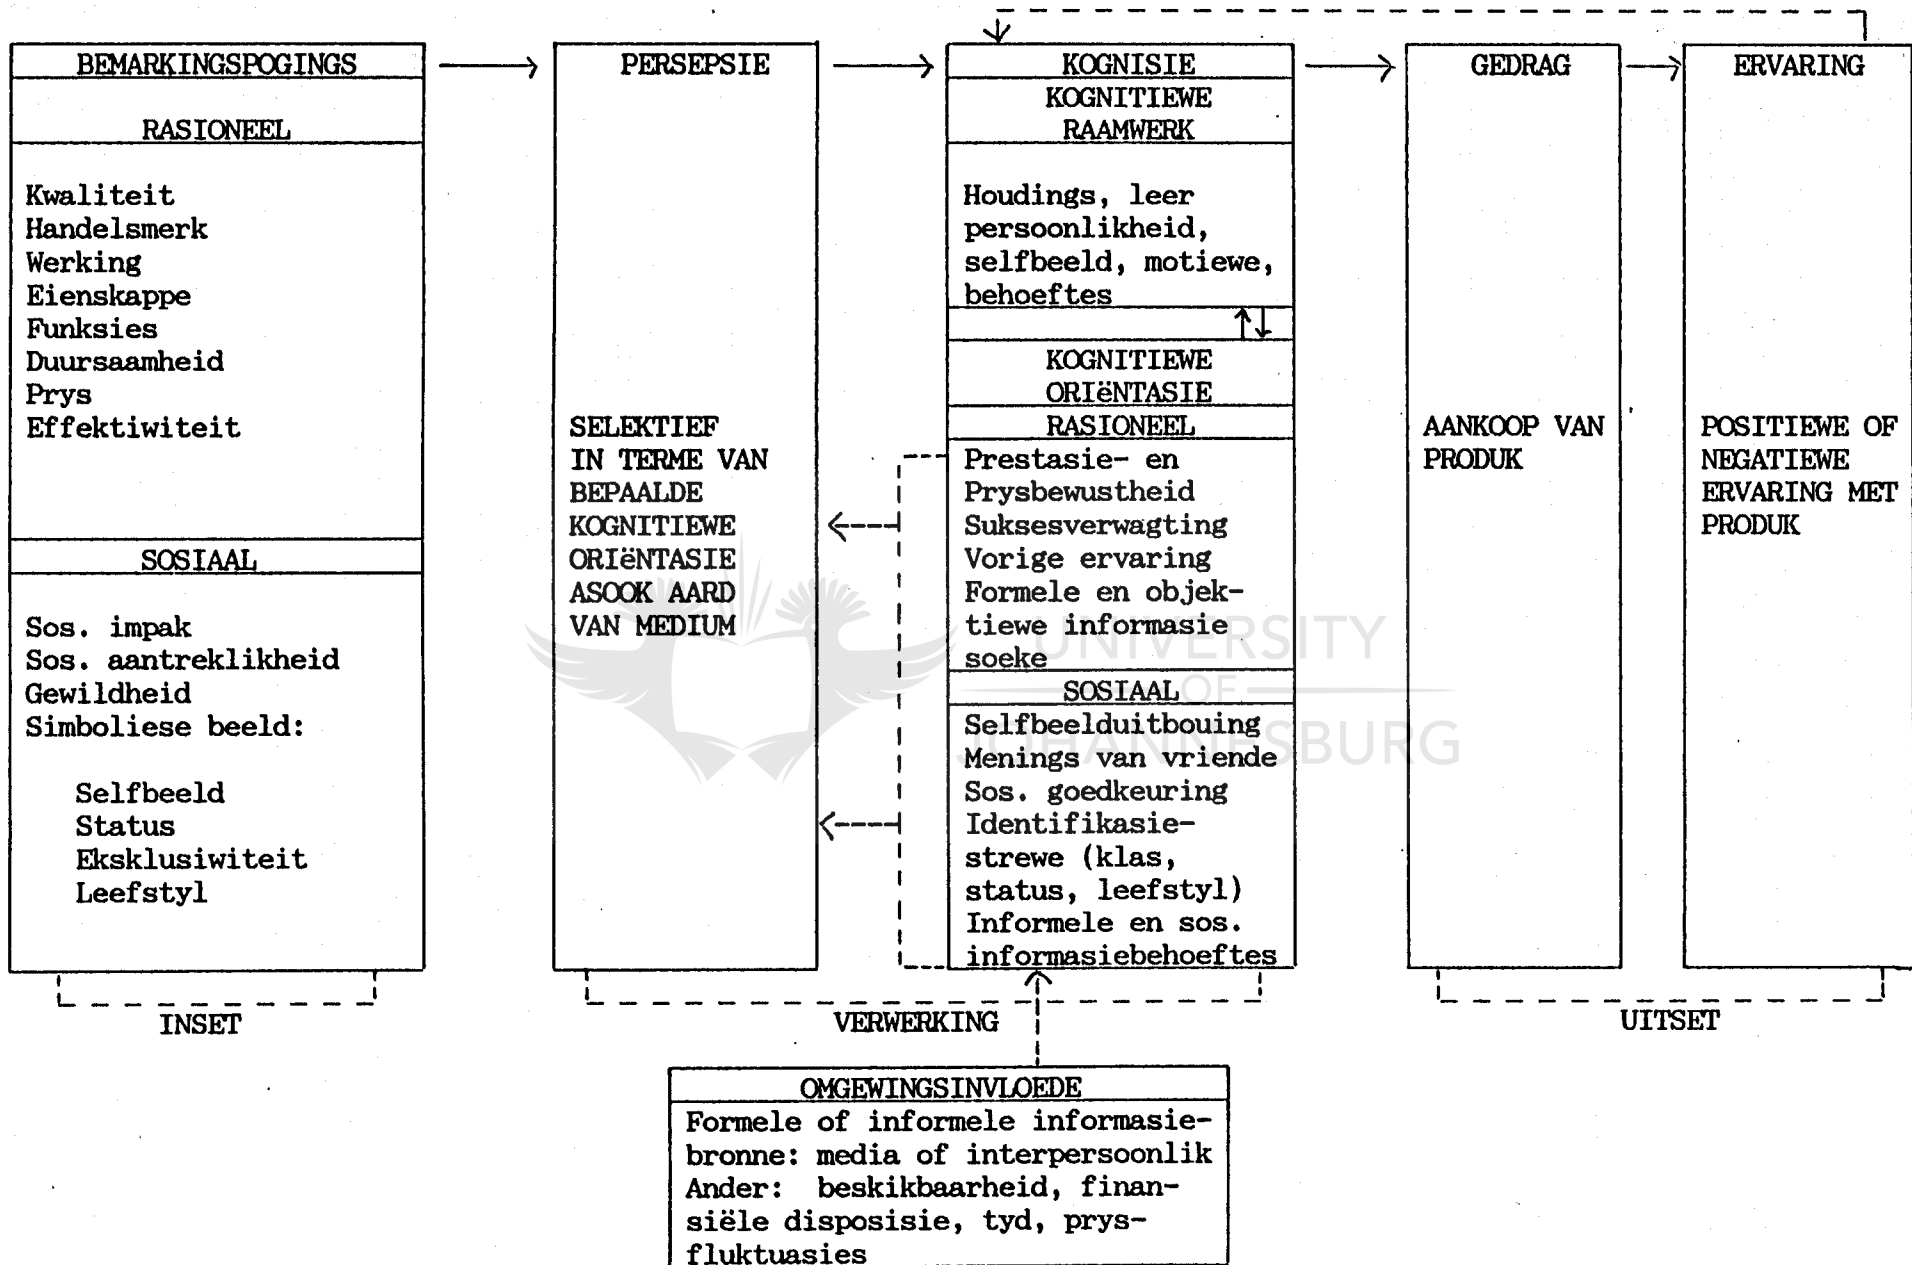 BEMARKINGSPOGINGS
RASIONEEL
Kwaliteit
Handelsmerk
Werking
Eienskappe
Funksies
Duursaamheid
Prys
Effektiwiteit
SOSIAAL
Sos. impak
Sos. aantreklikheid
Gewildheid
Simboliese beeld:
Selfbeeld
Status
Eksklusiwiteit
Leefstyl
INSET
PERSEPSIE
SELEKTIEF
IN TERME VAN
BEPAALDE
KOGNITIEWE
ORIëNTASIE
ASOOK AARD
VAN MEDIUM
KOGNISIE
KOGNITIEWE
RAAMWERK
Houdings, leer
persoonlikheid,
selfbeeld, motiewe,
behoeftes
KOGNITIEWE
ORIëNTASIE
RASIONEEL
Prestasie- en
Prysbewustheid
Suksesverwagting
Vorige ervaring
Formele en objek-
tiewe informasie
soeke
SOSIAAL
Selfbeelduitbouing
Menings van vriende
Sos. goedkeuring
Identifikasie-
strewe (klas,
status, leefstyl)
Informele en sos.
informasiebehoeftes
VERWERKING
GEDRAG
AANKOOP VAN
PRODUK
ERVARING
POSITIEWE OF
NEGATIEWE
ERVARING MET
PRODUK
UITSET
OMGEWINGSINVLOEDE
Formele of informele informasie-
bronne: media of interpersoonlik
Ander: beskikbaarheid, finan-
siële disposisie, tyd, prys-
fluktuasies
UNIVERSITY
OF
JOHANNESBURG